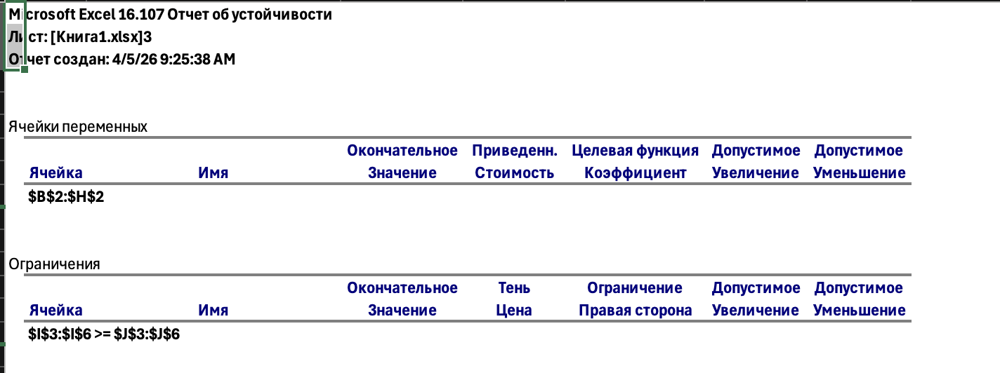 Microsoft Excel 16.107 Отчет об устойчивости
Лист: [Книга1.xlsx]3
Отчет создан: 4/5/26 9:25:38 AM
Ячейки переменных
Окончательное Приведенн. Целевая функция Допустимое Допустимое
Ячейка Имя Значение Стоимость Коэффициент Увеличение Уменьшение
$B$2:$H$2
Ограничения
Окончательное Тень Ограничение Допустимое Допустимое
Ячейка Имя Значение Цена Правая сторона Увеличение Уменьшение
$I$3:$I$6 >= $J$3:$J$6